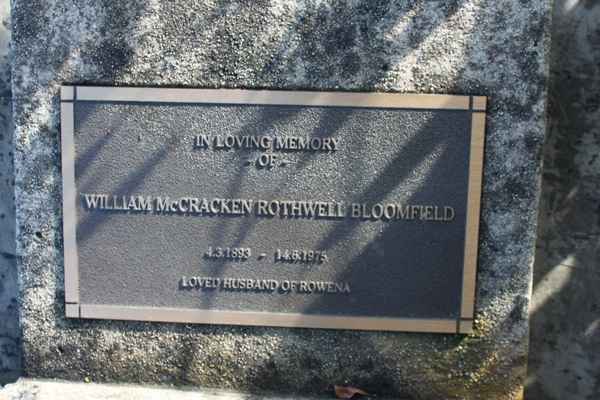 IN LOVING MEMORY
- OF -
WILLIAM McCRACKEN ROTHWELL BLOOMFIELD
4.3.1893 - 14.6.1975
LOVED HUSBAND OF ROWENA